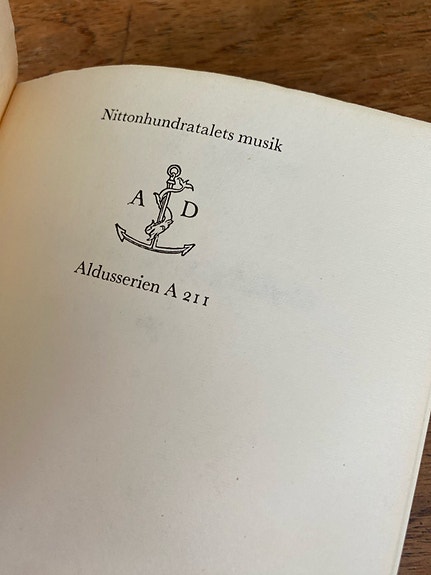 Nittonhundratalets musik
A D
Aldusserien A 211